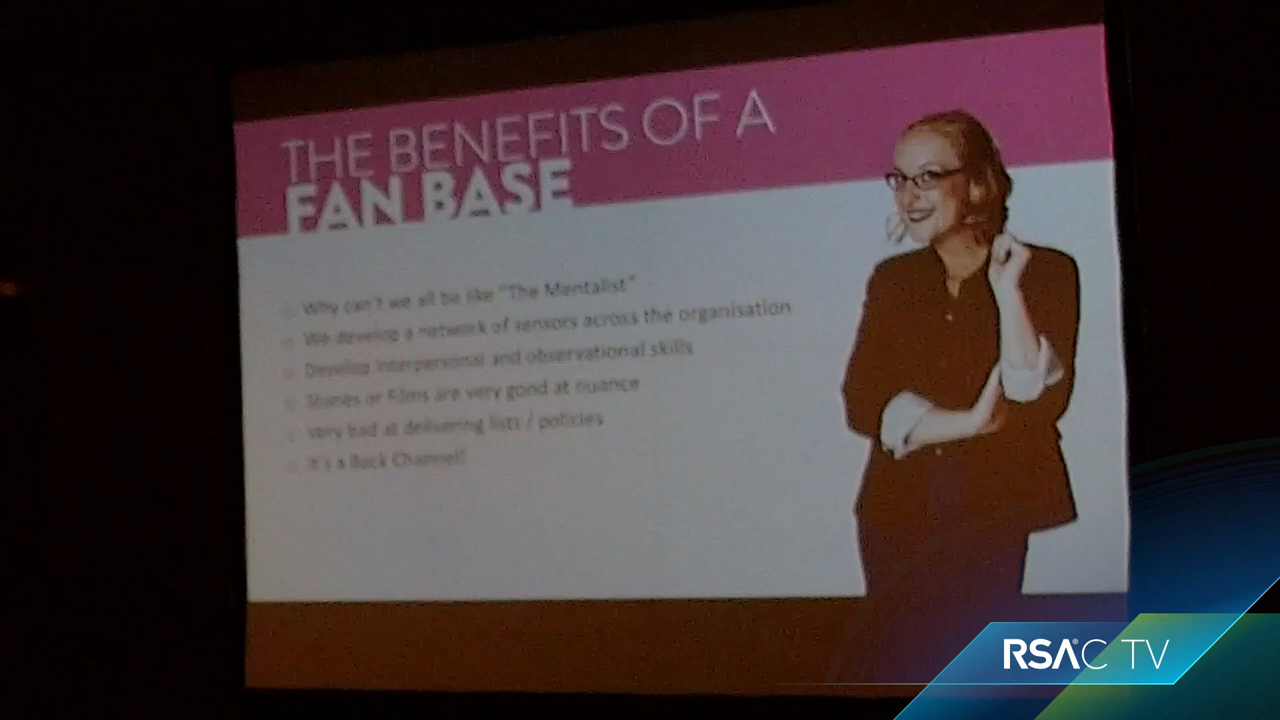 THE BENEFITS OF A
FAN BASE
Why can't we all be like "The Mentalist"
We develop a network of sensors across the organisation
Develop interpersonal and observational skills
Stories or Films are very good at nuance
Very bad at delivering lists / policies
It's a Back Channel!
RSAC TV